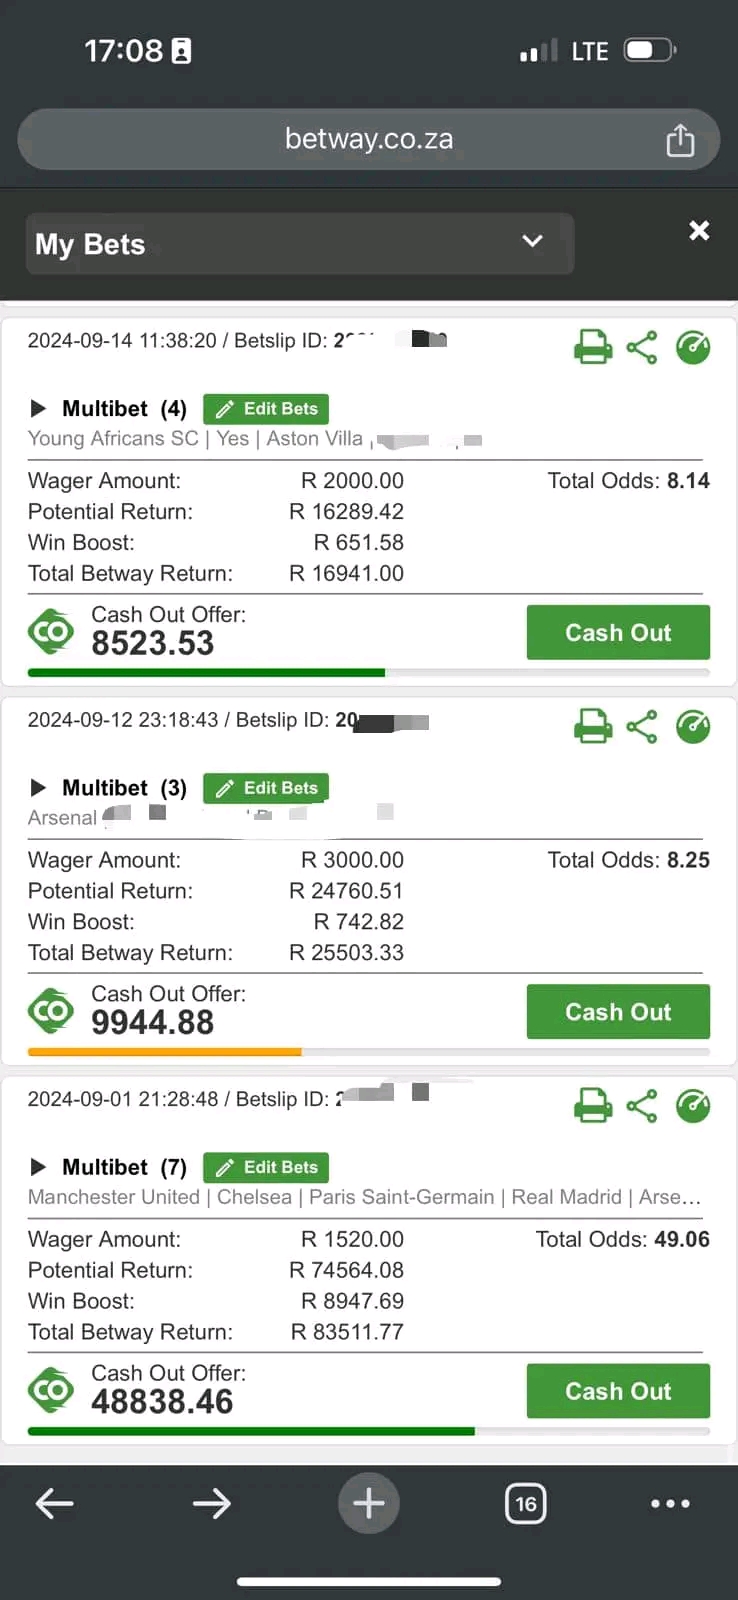 17:08
LTE
betway.co.za
My Bets
2024-09-14 11:38:20 / Betslip ID:
Multibet (4) Edit Bets
Young Africans SC | Yes | Aston Villa
Wager Amount: R 2000.00 Total Odds: 8.14
Potential Return: R 16289.42
Win Boost: R 651.58
Total Betway Return: R 16941.00
CO
Cash Out Offer:
8523.53
Cash Out
2024-09-12 23:18:43 / Betslip ID: 20
Multibet (3) Edit Bets
Arsenal
Wager Amount: R 3000.00 Total Odds: 8.25
Potential Return: R 24760.51
Win Boost: R 742.82
Total Betway Return: R 25503.33
CO
Cash Out Offer:
9944.88
Cash Out
2024-09-01 21:28:48 / Betslip ID:
Multibet (7) Edit Bets
Manchester United | Chelsea | Paris Saint-Germain | Real Madrid | Arse...
Wager Amount: R 1520.00 Total Odds: 49.06
Potential Return: R 74564.08
Win Boost: R 8947.69
Total Betway Return: R 83511.77
CO
Cash Out Offer:
48838.46
Cash Out
16